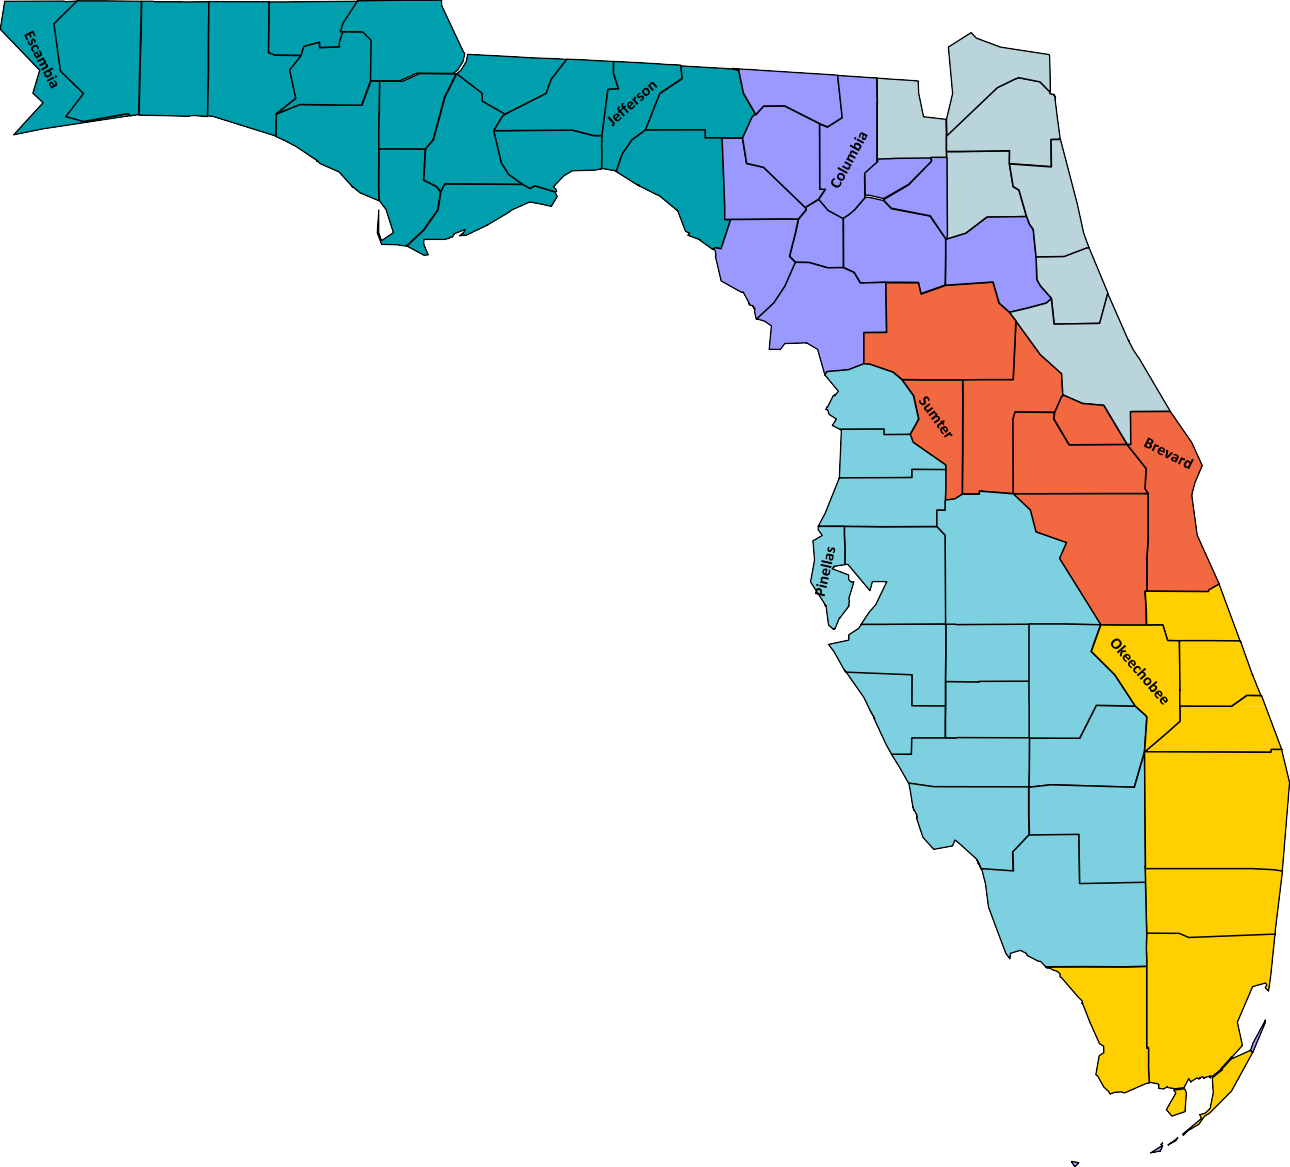 Escambia
Jefferson
Columbia
Sumter
Brevard
Pinellas
Okeechobee